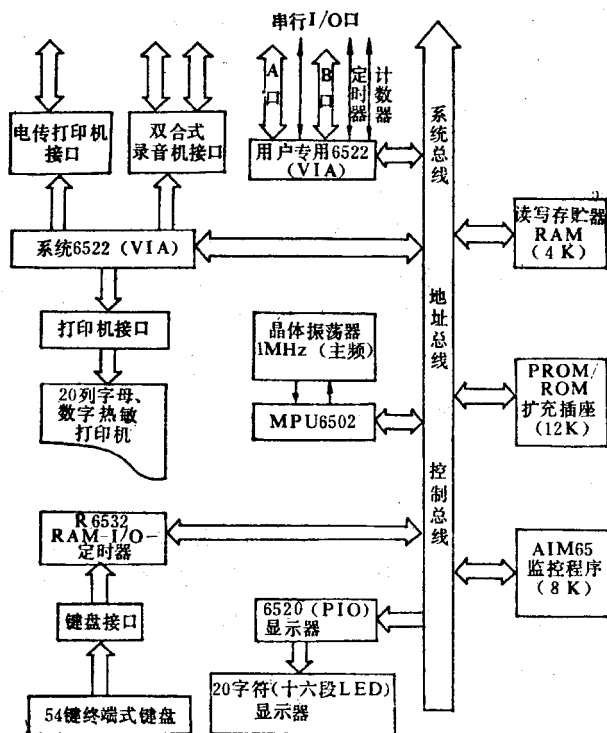 串行I/O口
A口
B口
定时器
计数器
电传打印机
接口
双合式
录音机接口
用户专用6522
(VIA)
系统总线
系统6522 (VIA)
读写存贮器
RAM
(4K)
打印机接口
晶体振荡器
1MHz (主频)
地址总线
20列字母、
数字热敏
打印机
MPU6502
PROM/
ROM
扩充插座
(12K)
控制总线
R6532
RAM-I/O-
定时器
AIM65
监控程序
(8K)
键盘接口
6520 (PIO)
显示器
54键终端式键盘
20字符(十六段LED)
显示器